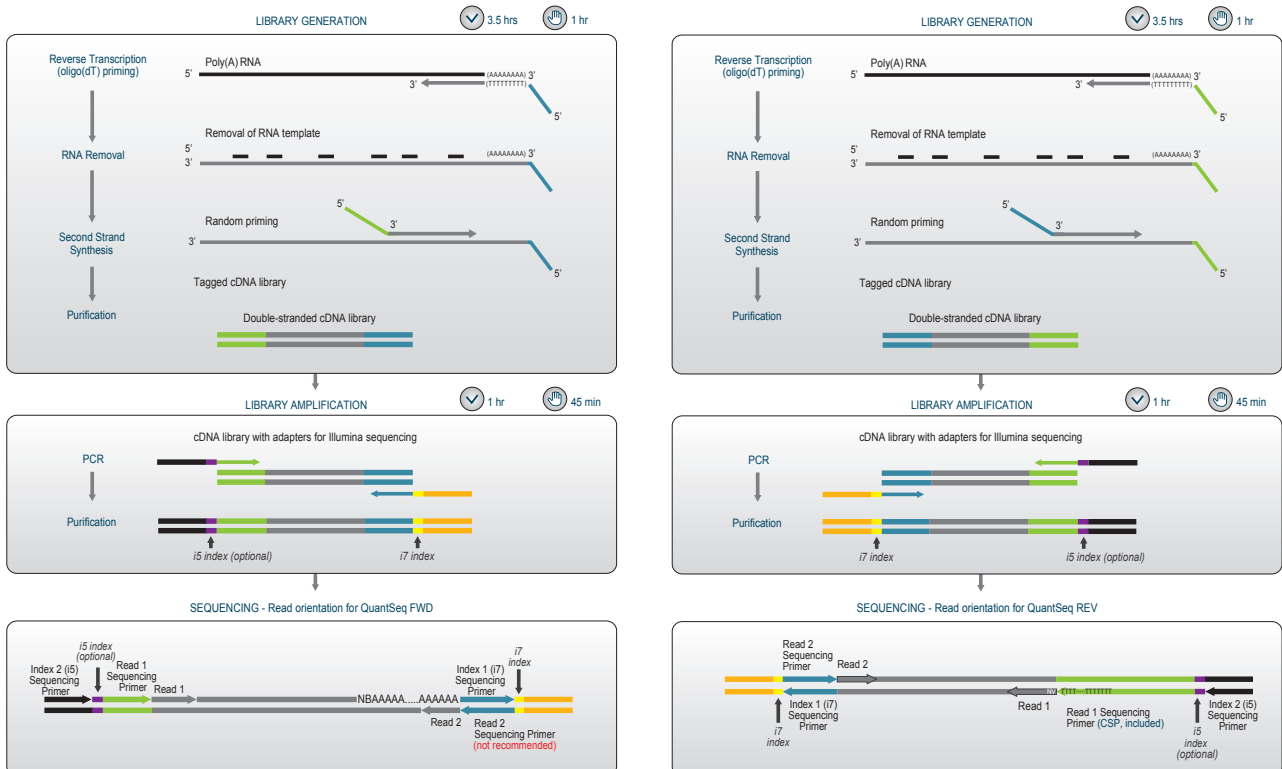 LIBRARY GENERATION
3.5 hrs
1 hr
Reverse Transcription
(oligo(dT) priming)
Poly(A) RNA
5’
(AAAAAAAA) 3’
3’
(TTTTTTTTT)
5’
Removal of RNA template
RNA Removal
5’
3’
(AAAAAAAA) 3’
5’
Random priming
5’
3’
Second Strand
Synthesis
3’
5’
Tagged cDNA library
Purification
Double-stranded cDNA library
LIBRARY AMPLIFICATION
1 hr
45 min
cDNA library with adapters for Illumina sequencing
PCR
Purification
i5 index (optional)
i7 index
SEQUENCING - Read orientation for QuantSeq FWD
i5 index
(optional)
Index 2 (i5)
Sequencing
Primer
Read 1
Sequencing
Primer
Read 1
NBAAAAA.....AAAAAA
Index 1 (i7)
Sequencing
Primer
i7
index
Read 2
Read 2
Sequencing Primer
(not recommended)
LIBRARY GENERATION
3.5 hrs
1 hr
Reverse Transcription
(oligo(dT) priming)
Poly(A) RNA
5’
(AAAAAAAA) 3’
3’
(TTTTTTTTT)
5’
Removal of RNA template
RNA Removal
5’
3’
(AAAAAAAA) 3’
5’
Random priming
5’
3’
Second Strand
Synthesis
3’
5’
Tagged cDNA library
Purification
Double-stranded cDNA library
LIBRARY AMPLIFICATION
1 hr
45 min
cDNA library with adapters for Illumina sequencing
PCR
Purification
i7 index
i5 index (optional)
SEQUENCING - Read orientation for QuantSeq REV
Read 2
Sequencing
Primer
Read 2
NV
Read 1
Index 1 (i7)
Sequencing
Primer
i7
index
Read 1 Sequencing
Primer (CSP, included)
Index 2 (i5)
Sequencing
Primer
i5
index
(optional)